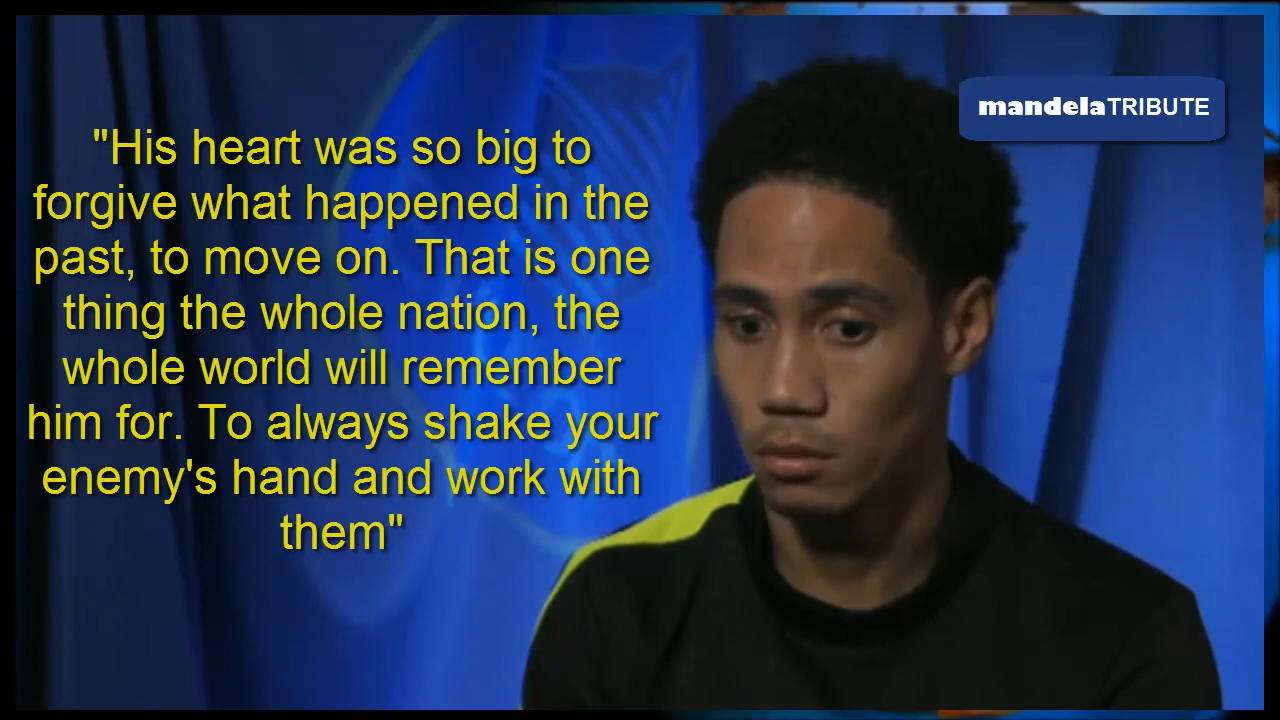 mandelaTRIBUTE
"His heart was so big to
forgive what happened in the
past, to move on. That is one
thing the whole nation, the
whole world will remember
him for. To always shake your
enemy's hand and work with
them"